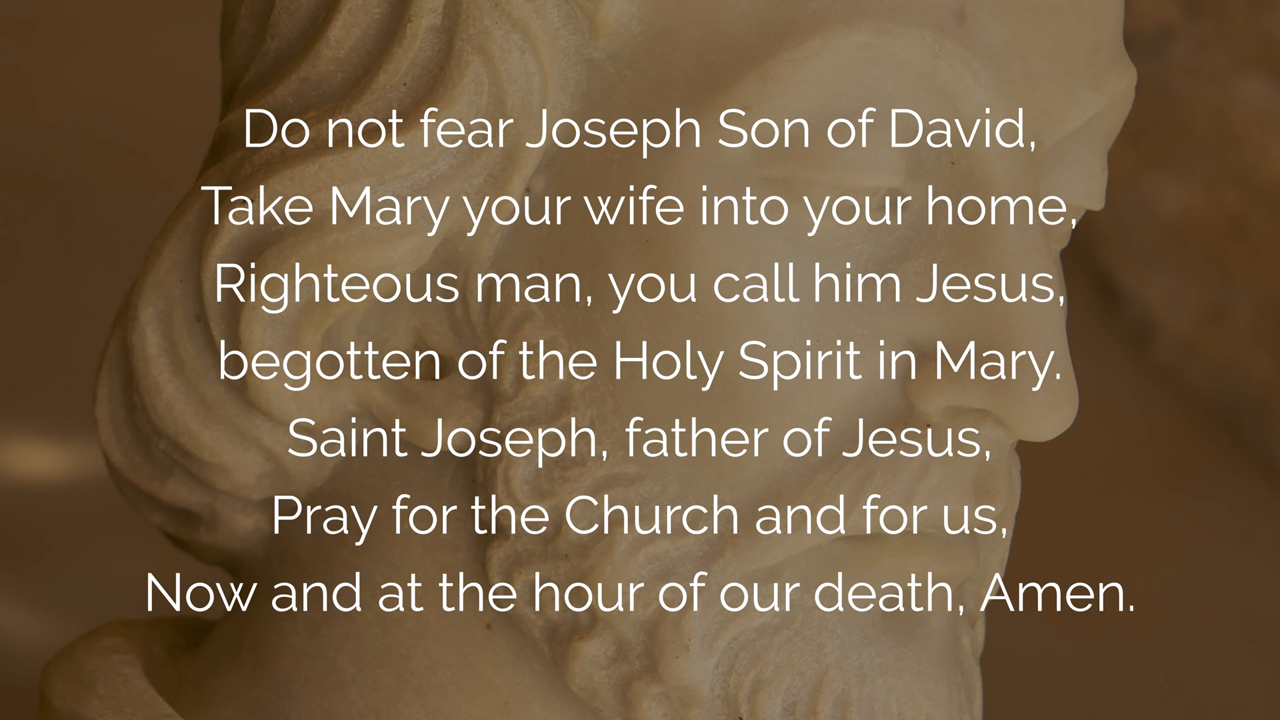 Do not fear Joseph Son of David,
Take Mary your wife into your home,
Righteous man, you call him Jesus,
begotten of the Holy Spirit in Mary.
Saint Joseph, father of Jesus,
Pray for the Church and for us,
Now and at the hour of our death, Amen.